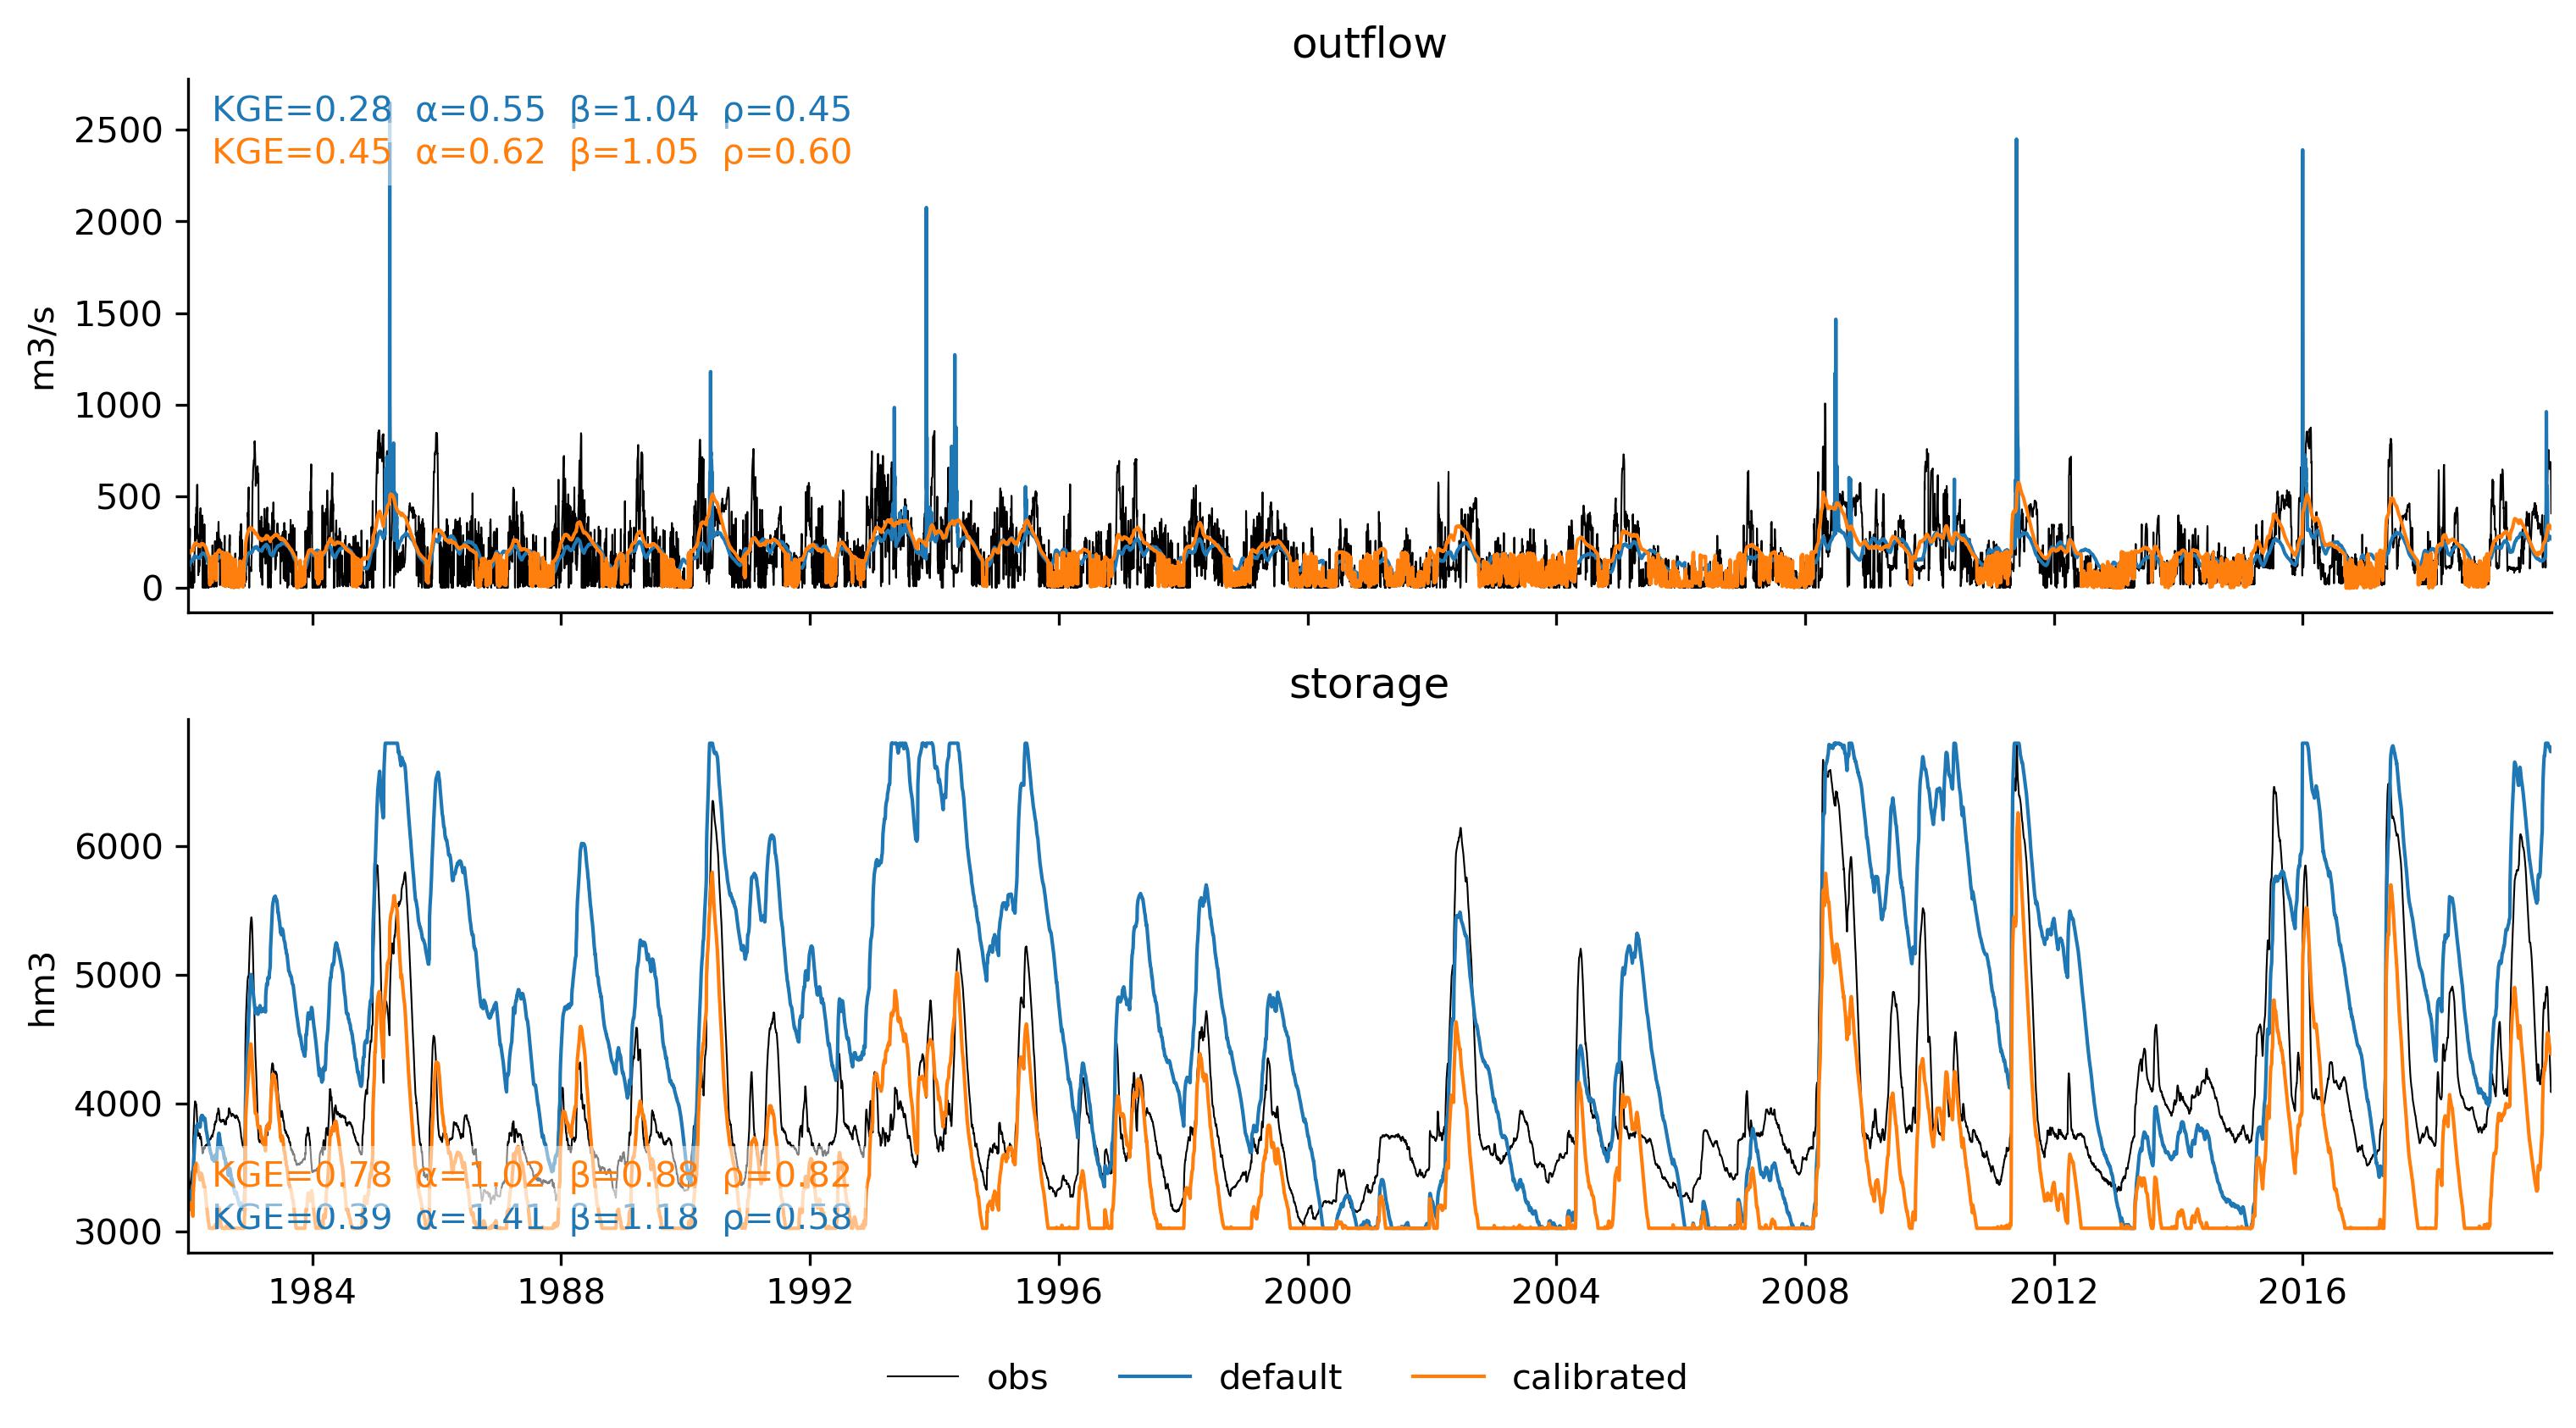 outflow
KGE=0.28 α=0.55 β=1.04 ρ=0.45
KGE=0.45 α=0.62 β=1.05 ρ=0.60
2500
2000
1500
1000
500
0
m3/s
storage
6000
5000
4000
3000
hm3
KGE=0.78 α=1.02 β=0.88 ρ=0.82
KGE=0.39 α=1.41 β=1.18 ρ=0.58
1984 1988 1992 1996 2000 2004 2008 2012 2016
obs default calibrated